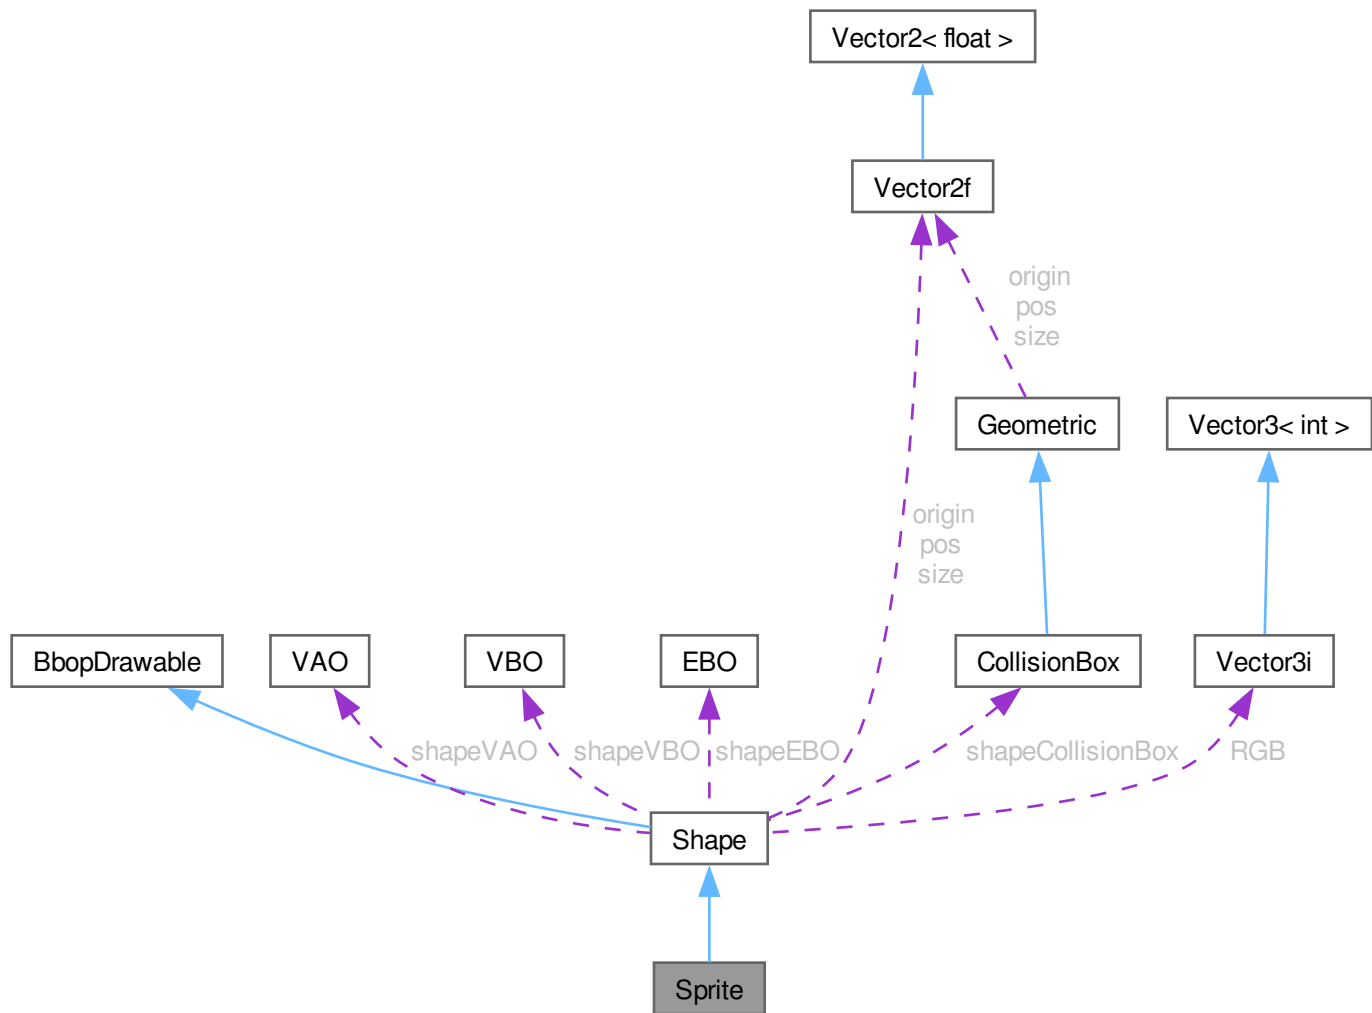 Vector2< float >
Vector2f
origin
pos
size
Geometric
Vector3< int >
origin
pos
size
BbopDrawable
VAO
VBO
EBO
CollisionBox
Vector3i
shapeVAO
shapeVBO
shapeEBO
shapeCollisionBox
RGB
Shape
Sprite